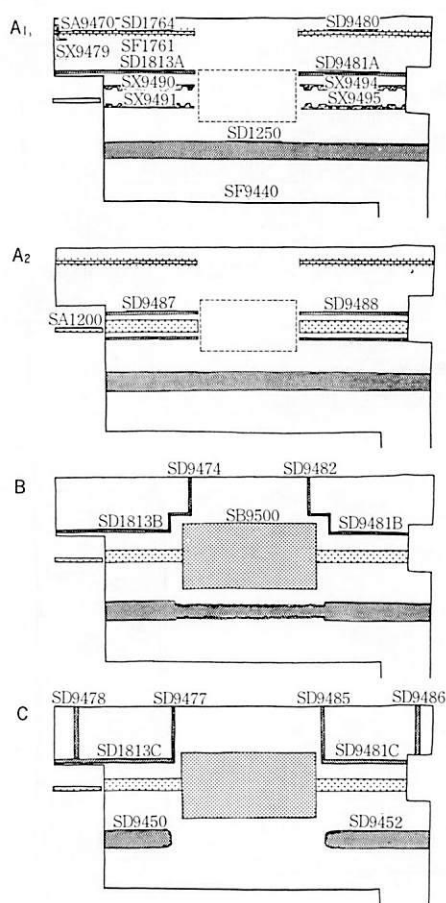 A1,
SA9470 SD1764 SD9480
SX9479 SF1761
SD1813A SD9481A
SX9490 SX9494
SX9491 SX9495
SD1250
SF9440
A2
SD9487 SD9488
SA1200
B
SD9474 SD9482
SD1813B SB9500 SD9481B
C
SD9478 SD9477 SD9485 SD9486
SD1813C SD9481C
SD9450 SD9452